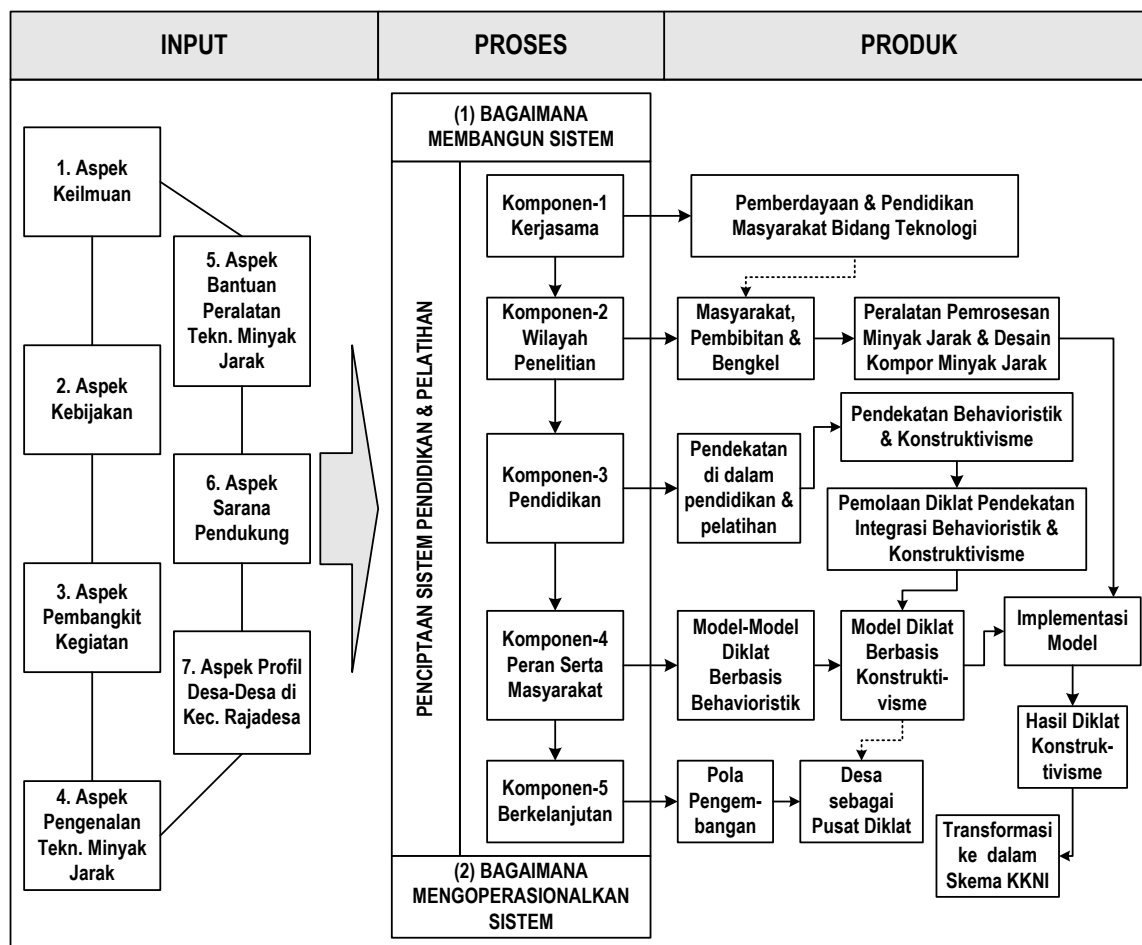 INPUT
PROSES
PRODUK
1. Aspek
Keilmuan
2. Aspek
Kebijakan
3. Aspek
Pembangkit
Kegiatan
4. Aspek
Pengenalan
Tekn. Minyak
Jarak
5. Aspek
Bantuan
Peralatan
Tekn. Minyak
Jarak
6. Aspek
Sarana
Pendukung
7. Aspek Profil
Desa-Desa di
Kec. Rajadesa
(1) BAGAIMANA
MEMBANGUN SISTEM
PENCIPTAAN SISTEM PENDIDIKAN & PELATIHAN
Komponen-1
Kerjasama
Komponen-2
Wilayah
Penelitian
Komponen-3
Pendidikan
Komponen-4
Peran Serta
Masyarakat
Komponen-5
Berkelanjutan
(2) BAGAIMANA
MENGOPERASIONALKAN
SISTEM
Pemberdayaan & Pendidikan
Masyarakat Bidang Teknologi
Masyarakat,
Pembibitan &
Bengkel
Peralatan Pemrosesan
Minyak Jarak & Desain
Kompor Minyak Jarak
Pendekatan
di dalam
pendidikan &
pelatihan
Pendekatan Behavioristik
& Konstruktivisme
Pemolaan Diklat Pendekatan
Integrasi Behavioristik &
Konstruktivisme
Model-Model
Diklat
Berbasis
Behavioristik
Model Diklat
Berbasis
Konstrukti-
visme
Implementasi
Model
Hasil Diklat
Konstruk-
tivisme
Pola
Pengem-
bangan
Desa
sebagai
Pusat Diklat
Transformasi
ke dalam
Skema KKNI